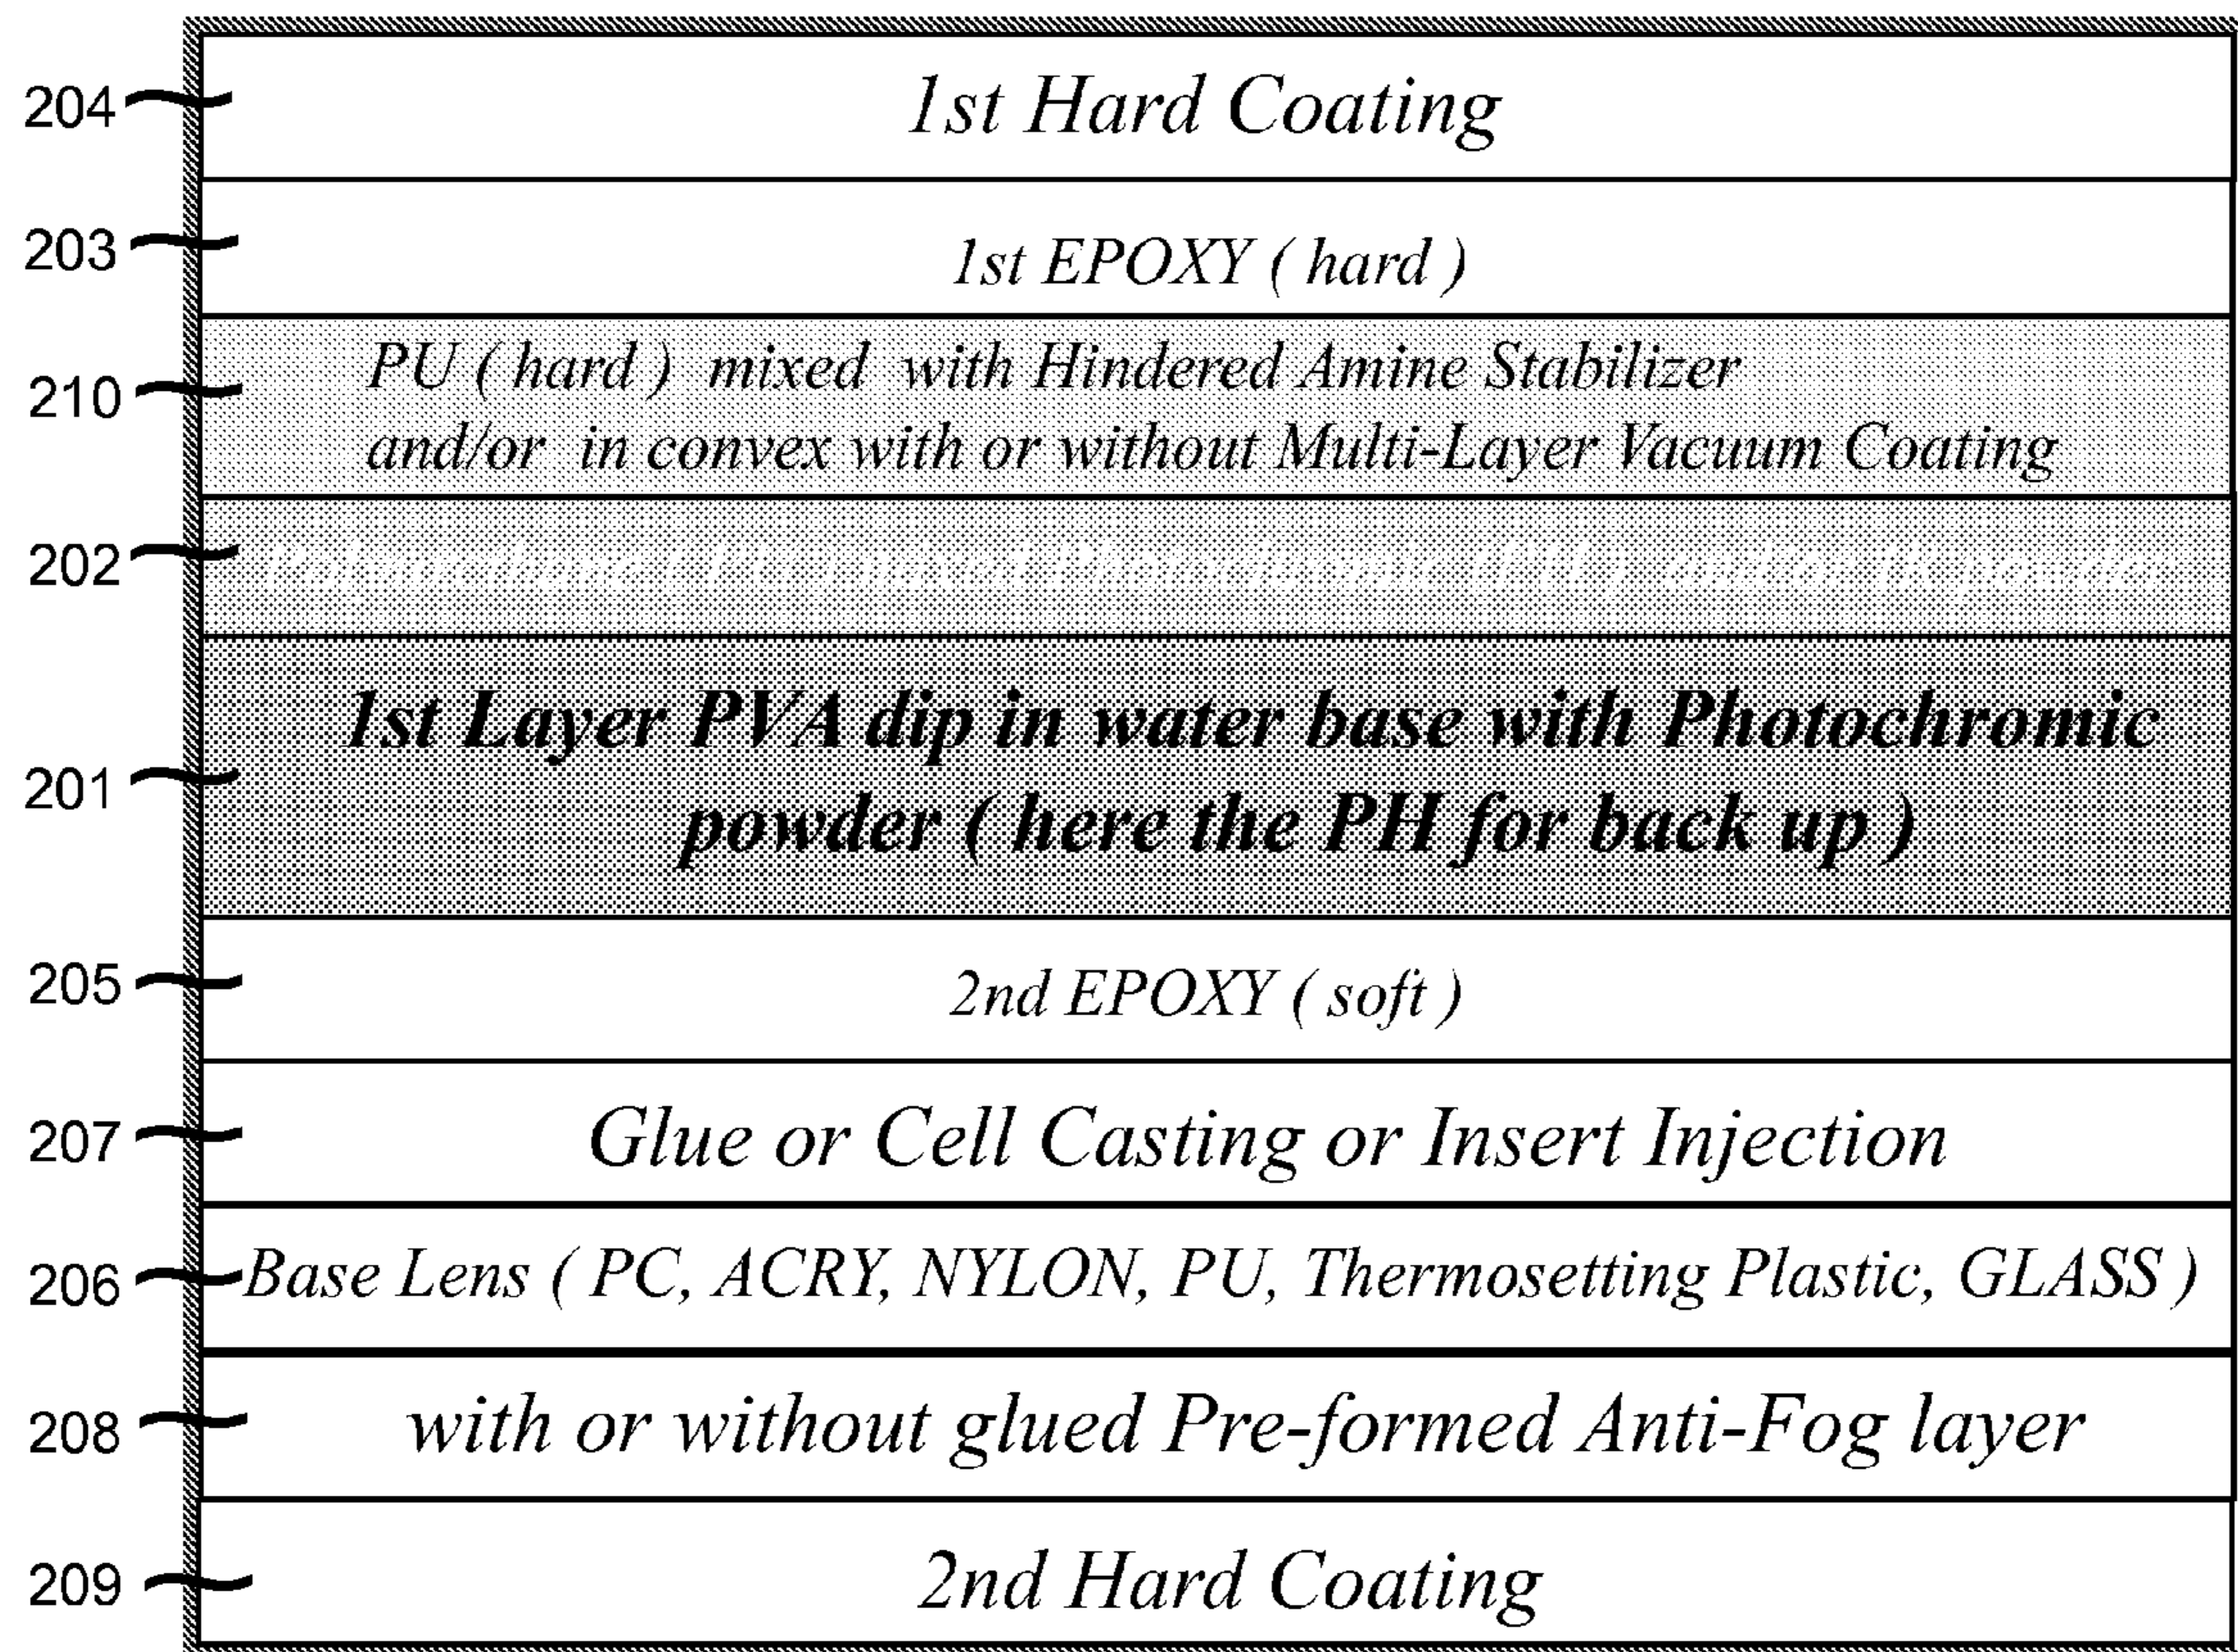 204 1st Hard Coating
203 1st EPOXY ( hard )
210 PU ( hard ) mixed with Hindered Amine Stabilizer
and/or in convex with or without Multi-Layer Vacuum Coating
202
1st Layer PVA dip in water base with Photochromic
201 powder ( here the PH for back up )
205 2nd EPOXY ( soft )
207 Glue or Cell Casting or Insert Injection
206 Base Lens ( PC, ACRY, NYLON, PU, Thermosetting Plastic, GLASS )
208 with or without glued Pre-formed Anti-Fog layer
209 2nd Hard Coating